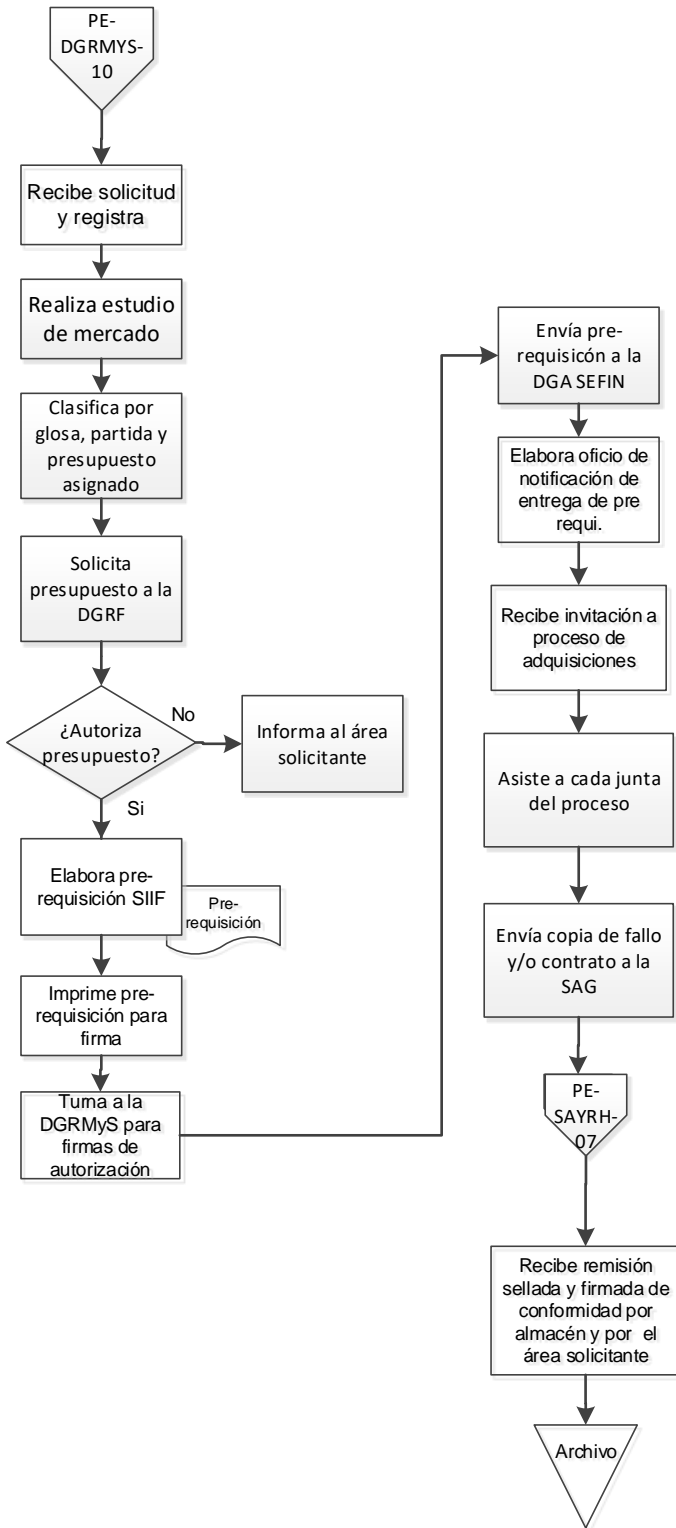 PE-
DGRMYS-
10
Recibe solicitud
y registra
Realiza estudio
de mercado
Clasifica por
glosa, partida y
presupuesto
asignado
Solicita
presupuesto a la
DGRF
¿Autoriza
presupuesto?
No
Informa al área
solicitante
Si
Elabora pre-
requisición SIIF
Pre-
requisición
Imprime pre-
requisición para
firma
Turna a la
DGRMyS para
firmas de
autorización
Envía pre-
requisicón a la
DGA SEFIN
Elabora oficio de
notificación de
entrega de pre
requi.
Recibe invitación a
proceso de
adquisiciones
Asiste a cada junta
del proceso
Envía copia de fallo
y/o contrato a la
SAG
PE-
SAYRH-
07
Recibe remisión
sellada y firmada de
conformidad por
almacén y por el
área solicitante
Archivo